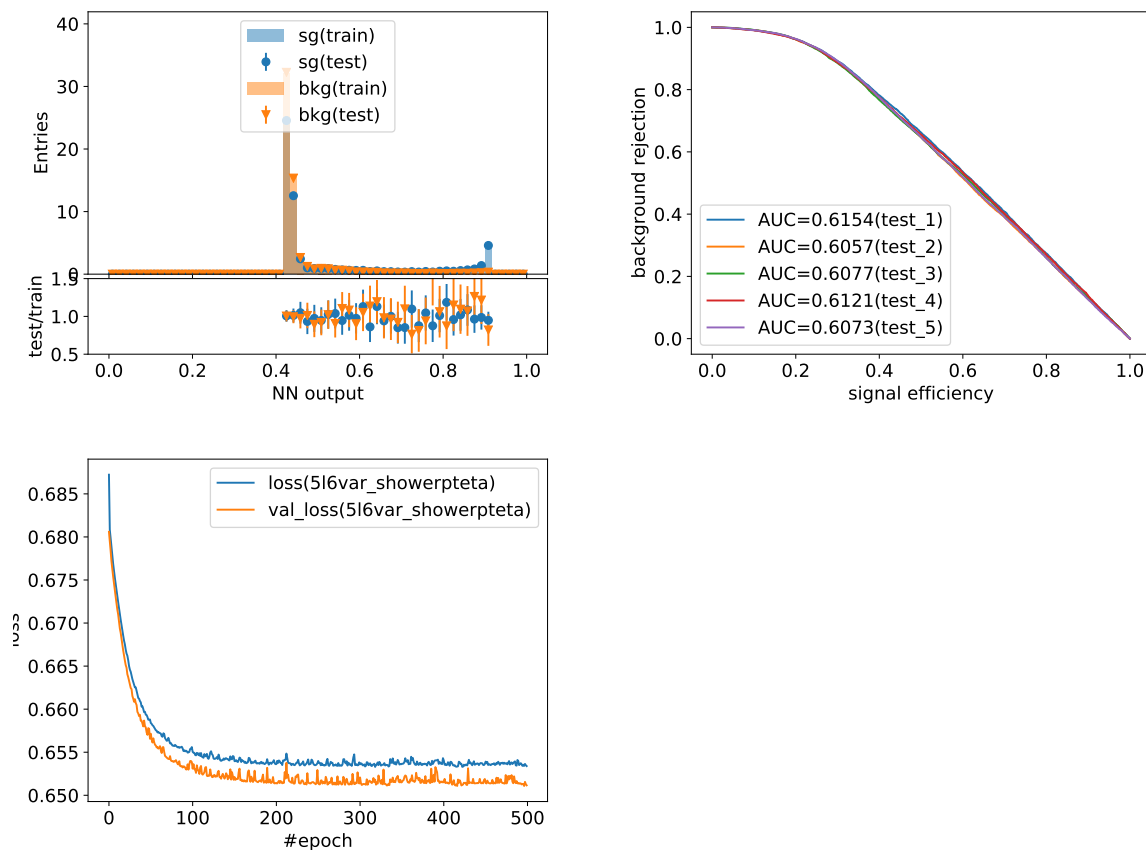 40
30
20
10
0
Entries
sg(train)
sg(test)
bkg(train)
bkg(test)
1.5
1.0
0.5
test/train
0.0 0.2 0.4 0.6 0.8 1.0
NN output
1.0
0.8
0.6
0.4
0.2
0.0
background rejection
AUC=0.6154(test_1)
AUC=0.6057(test_2)
AUC=0.6077(test_3)
AUC=0.6121(test_4)
AUC=0.6073(test_5)
0.0 0.2 0.4 0.6 0.8 1.0
signal efficiency
0.685
0.680
0.675
0.670
0.665
0.660
0.655
0.650
loss
loss(5l6var_showerpteta)
val_loss(5l6var_showerpteta)
0 100 200 300 400 500
#epoch